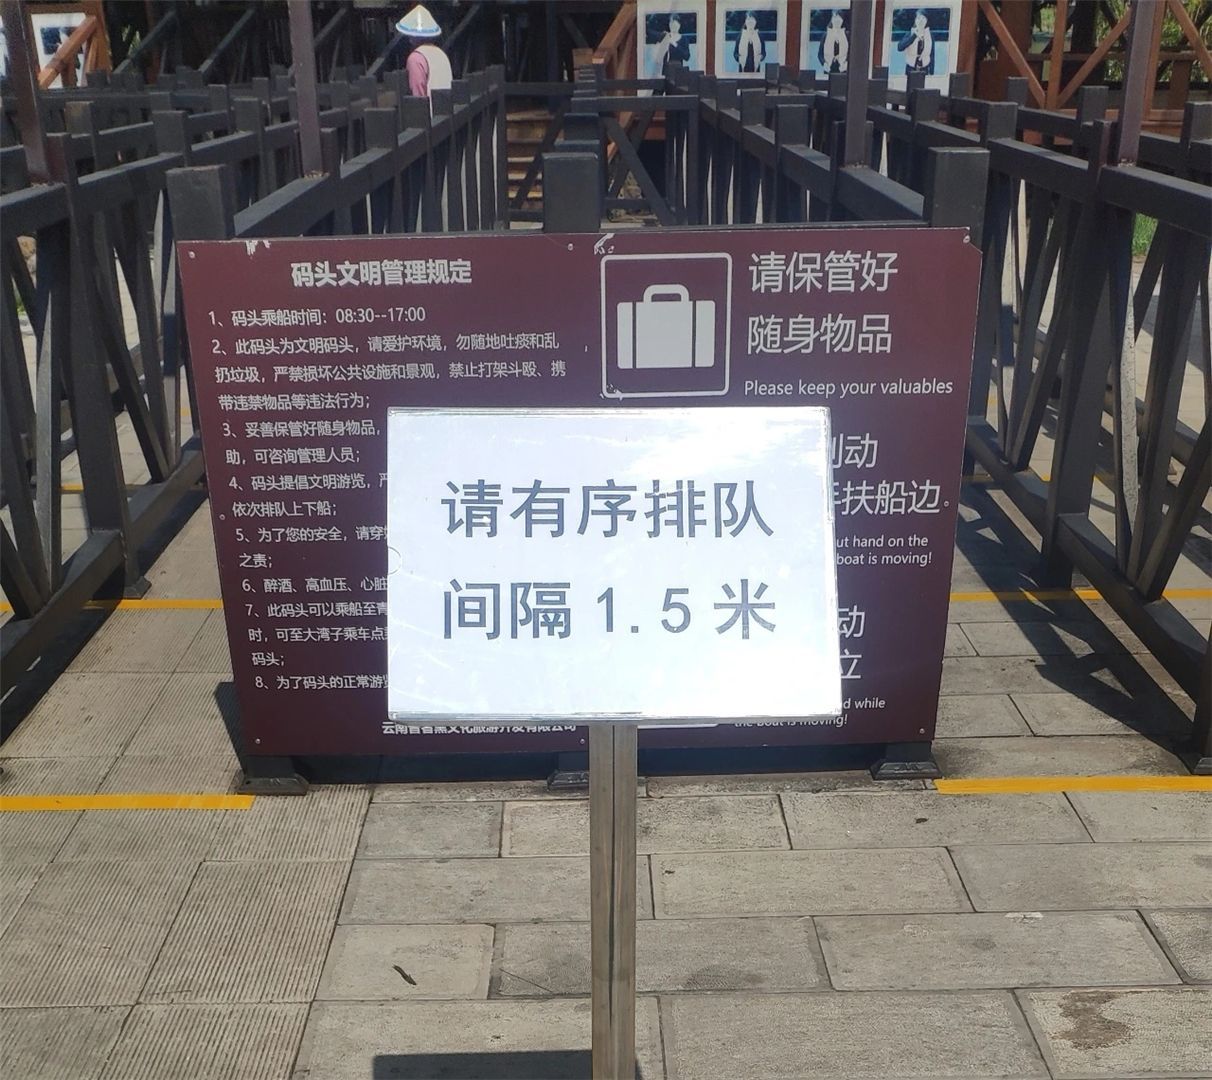 码头文明管理规定
1、码头乘船时间：08:30--17:00
2、此码头为文明码头，请爱护环境，勿随地吐痰和乱
扔垃圾，严禁损坏公共设施和景观，禁止打架斗殴、携
带违禁物品等违法行为；
3、妥善保管好随身物品，
助，可咨询管理人员；
4、码头提倡文明游览，严
依次排队上下船；
5、为了您的安全，请穿
之责；
6、醉酒、高血压、心脏
7、此码头可以乘船至青
时，可至大湾子乘车点
码头；
8、为了码头的正常游
请保管好
随身物品
Please keep your valuables
动
扶船边
ut hand on the
boat is moving!
动
立
d while
the boat is moving!
请有序排队
间隔 1.5 米